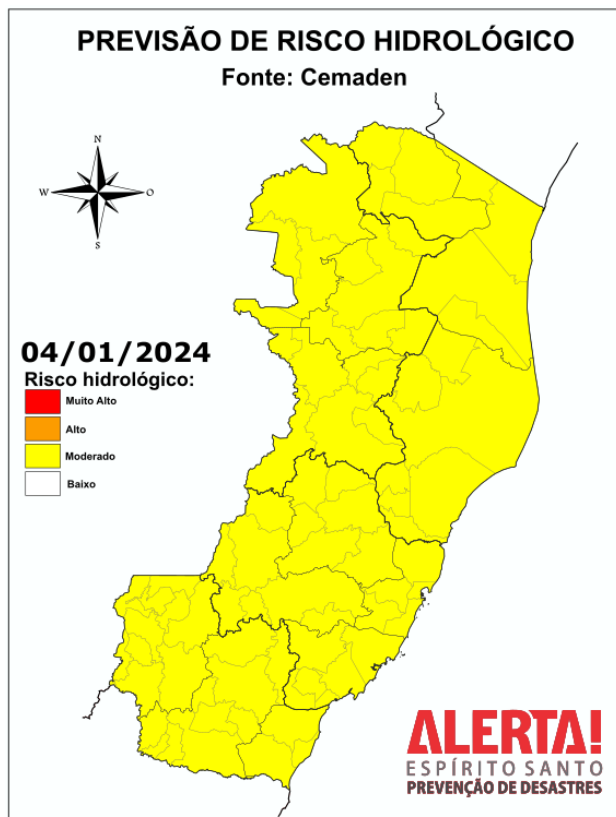 PREVISÃO DE RISCO HIDROLÓGICO
Fonte: Cemaden
N
W
O
S
04/01/2024
Risco hidrológico:
Muito Alto
Alto
Moderado
Baixo
ALERTA!
ESPÍRITO SANTO
PREVENÇÃO DE DESASTRES